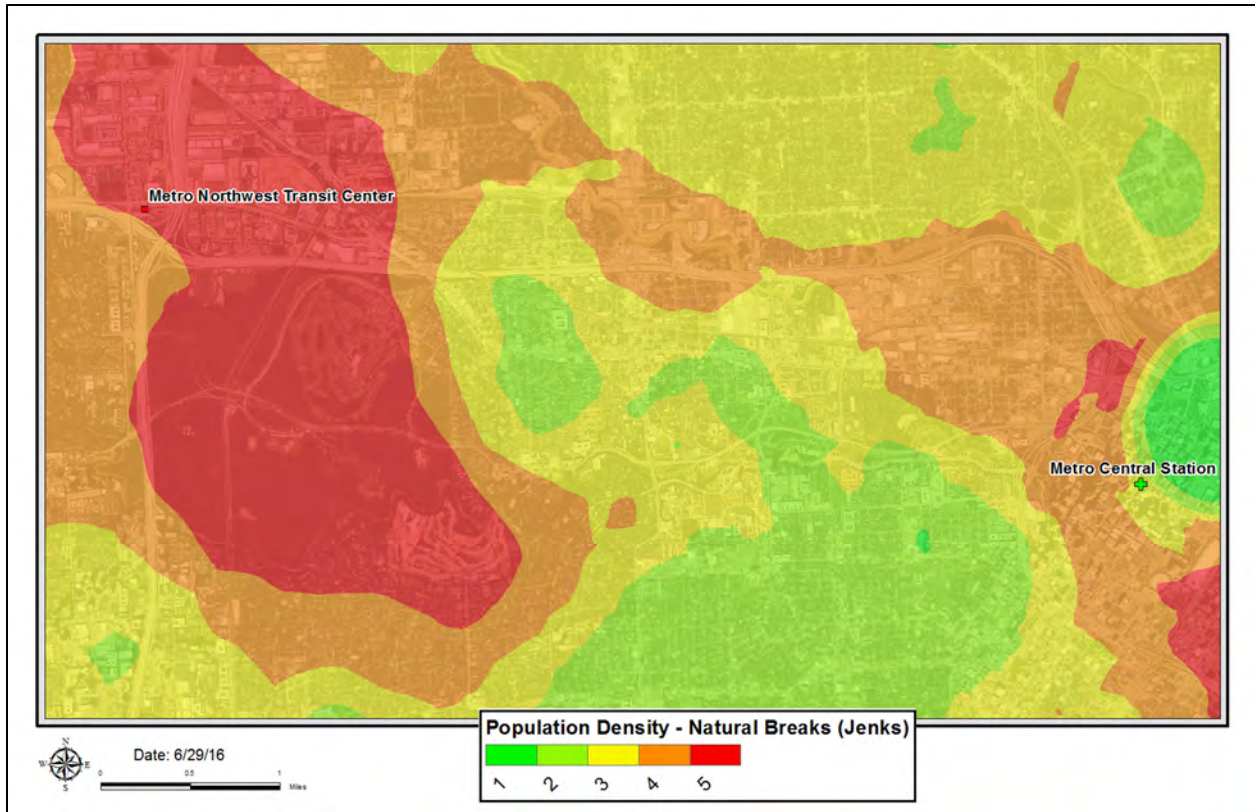 Metro Northwest Transit Center
Metro Central Station
Population Density - Natural Breaks (Jenks)
1 2 3 4 5
N
W E
S
Date: 6/29/16
0 0.5 1
Miles